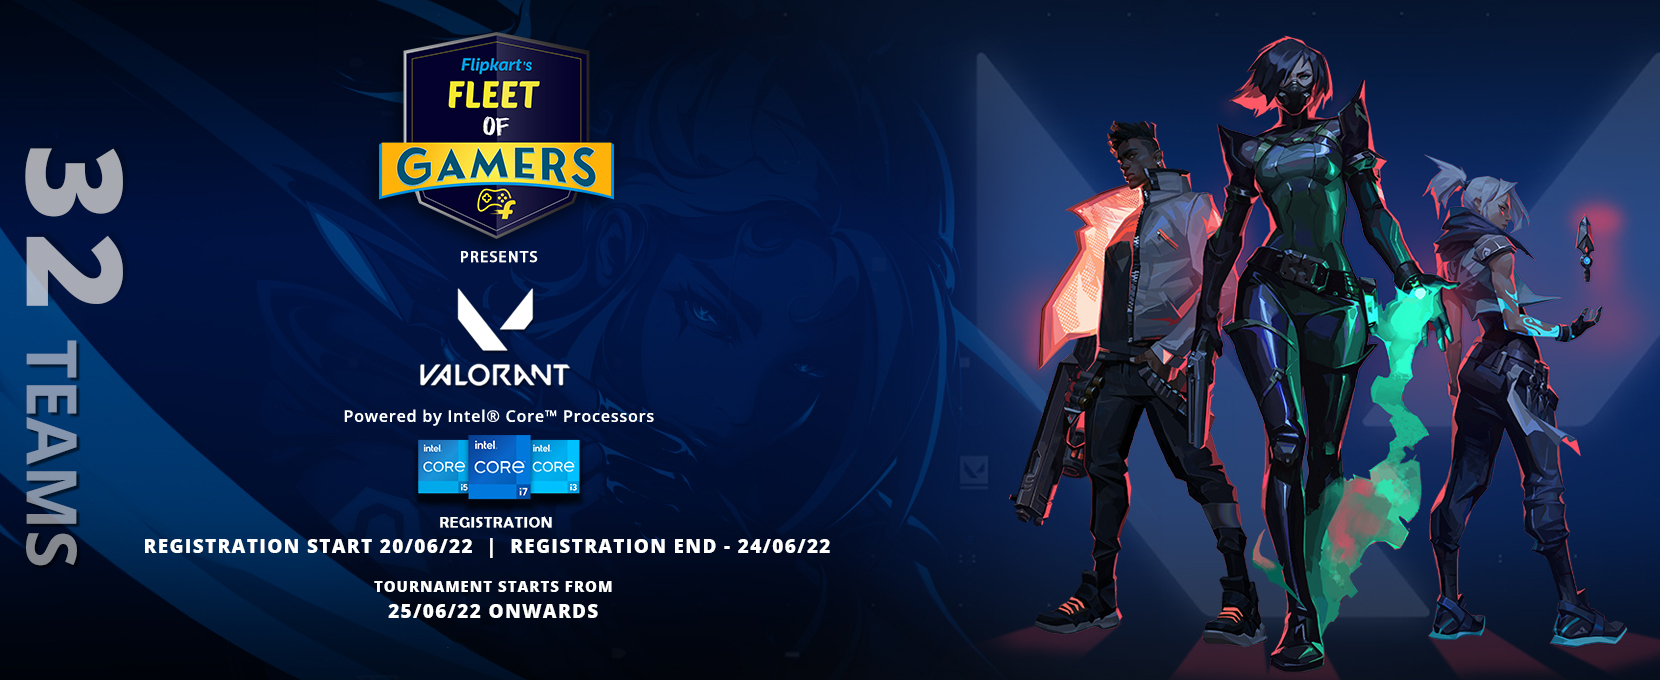 32 TEAMS
Flipkart's
FLEET
OF
GAMERS
PRESENTS
VALORANT
Powered by Intel® Core™ Processors
intel.
CORE
i5
intel.
CORE
i7
intel.
CORE
i3
REGISTRATION
REGISTRATION START 20/06/22 | REGISTRATION END - 24/06/22
TOURNAMENT STARTS FROM
25/06/22 ONWARDS